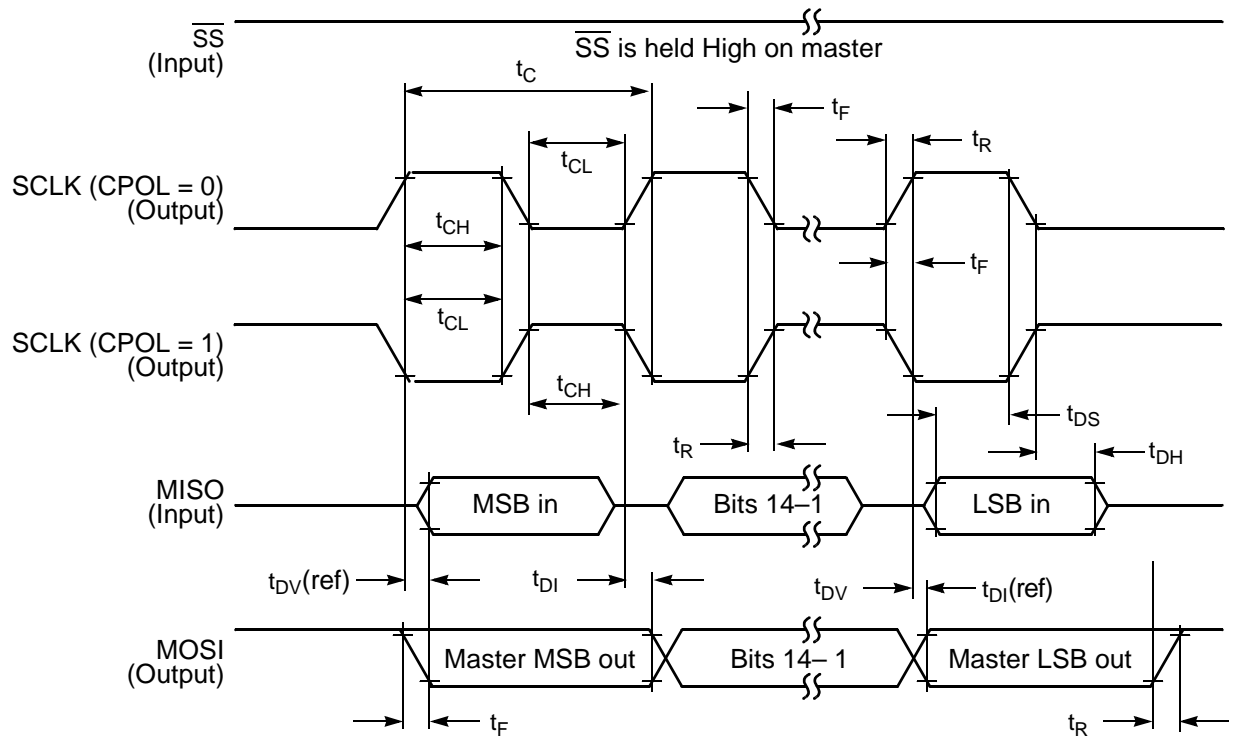 SS
(Input)
SS is held High on master
tC
tF
tR
tCL
SCLK (CPOL = 0)
(Output)
tCH
tF
tCL
SCLK (CPOL = 1)
(Output)
tCH
tDS
tR
tDH
MISO
(Input)
MSB in
Bits 14–1
LSB in
tDV(ref)
tDI
tDV
tDI(ref)
MOSI
(Output)
Master MSB out
Bits 14– 1
Master LSB out
tF
tR